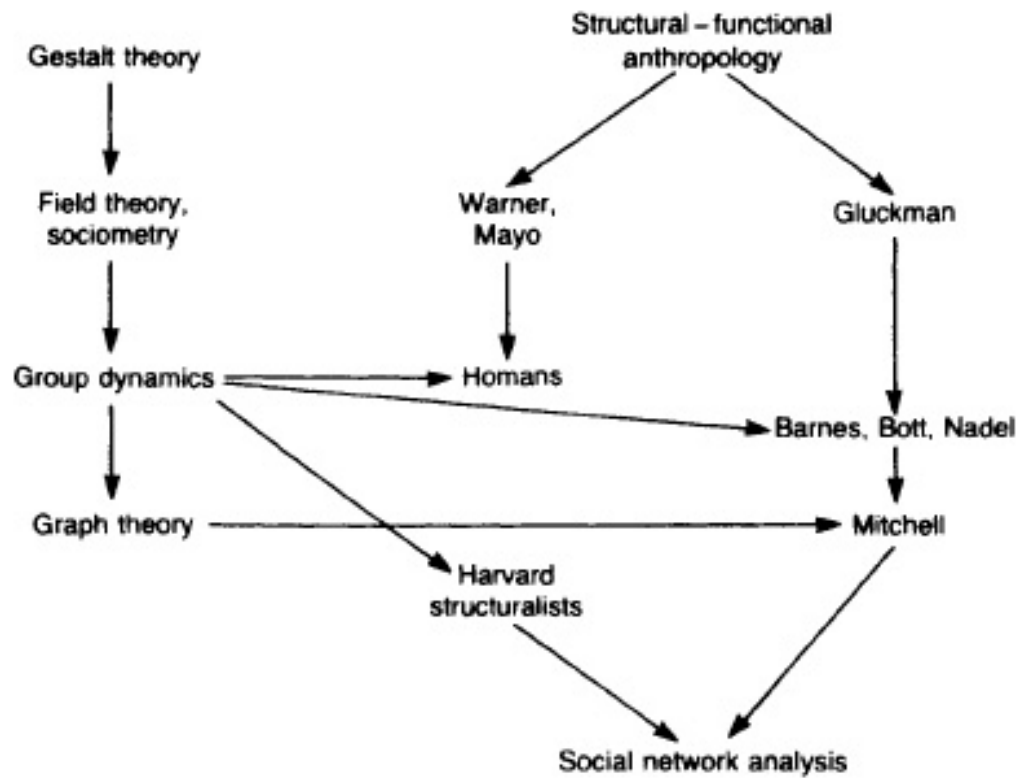 Structural – functional
anthropology
Gestalt theory
Field theory,
sociometry
Warner,
Mayo
Gluckman
Group dynamics
Homans
Barnes, Bott, Nadel
Graph theory
Mitchell
Harvard
structuralists
Social network analysis